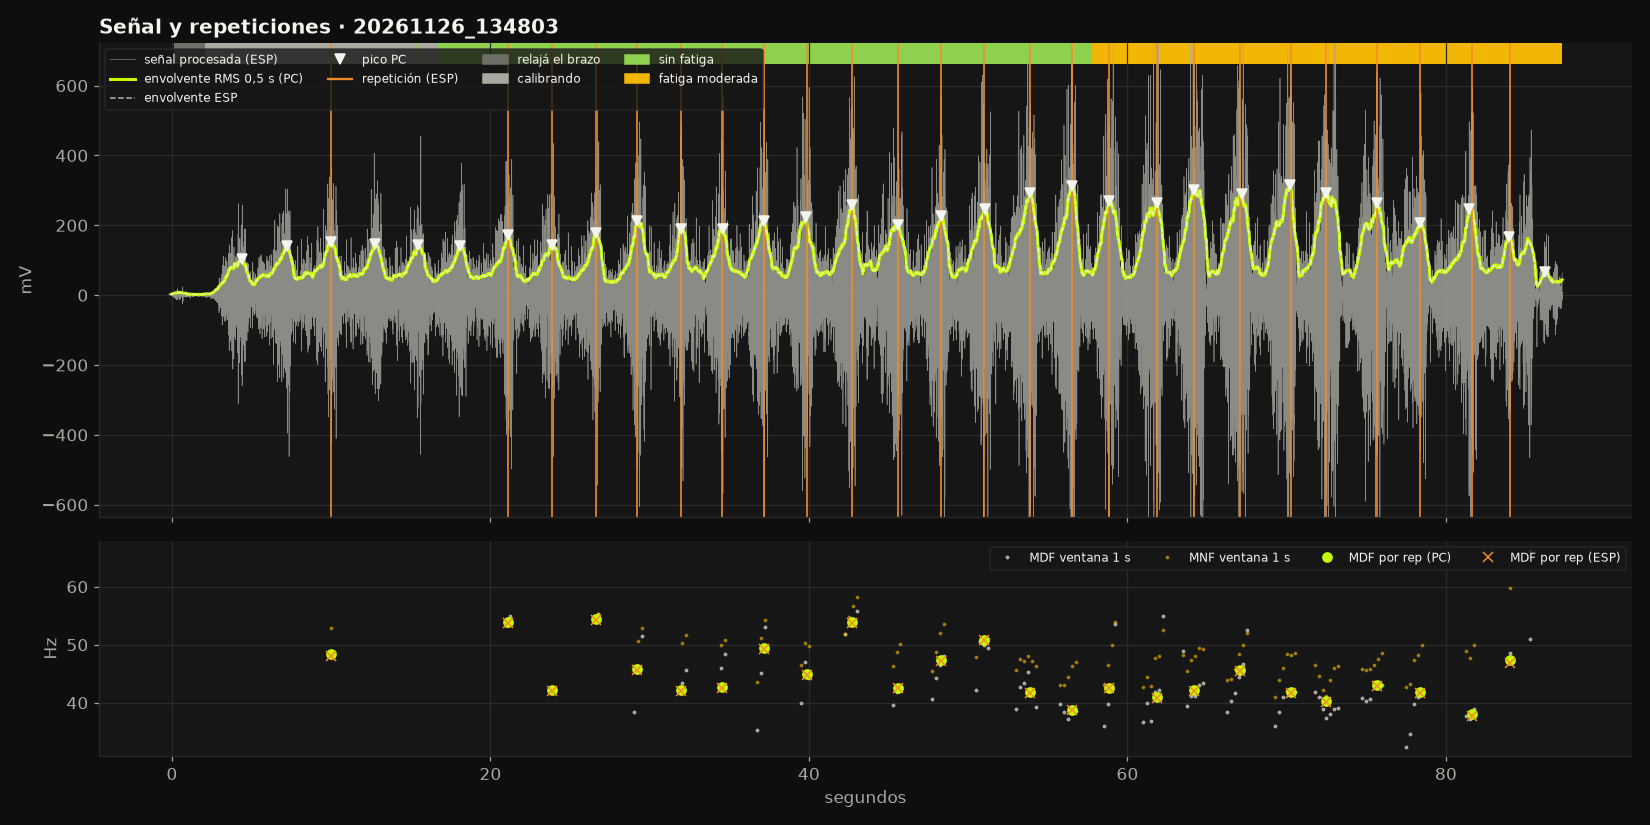 Señal y repeticiones · 20261126_134803
señal procesada (ESP)
envolvente RMS 0,5 s (PC)
envolvente ESP
pico PC
repetición (ESP)
relajá el brazo
calibrando
sin fatiga
fatiga moderada
mV
600
400
200
0
−200
−400
−600
MDF ventana 1 s
MNF ventana 1 s
MDF por rep (PC)
MDF por rep (ESP)
Hz
60
50
40
0
20
40
60
80
segundos